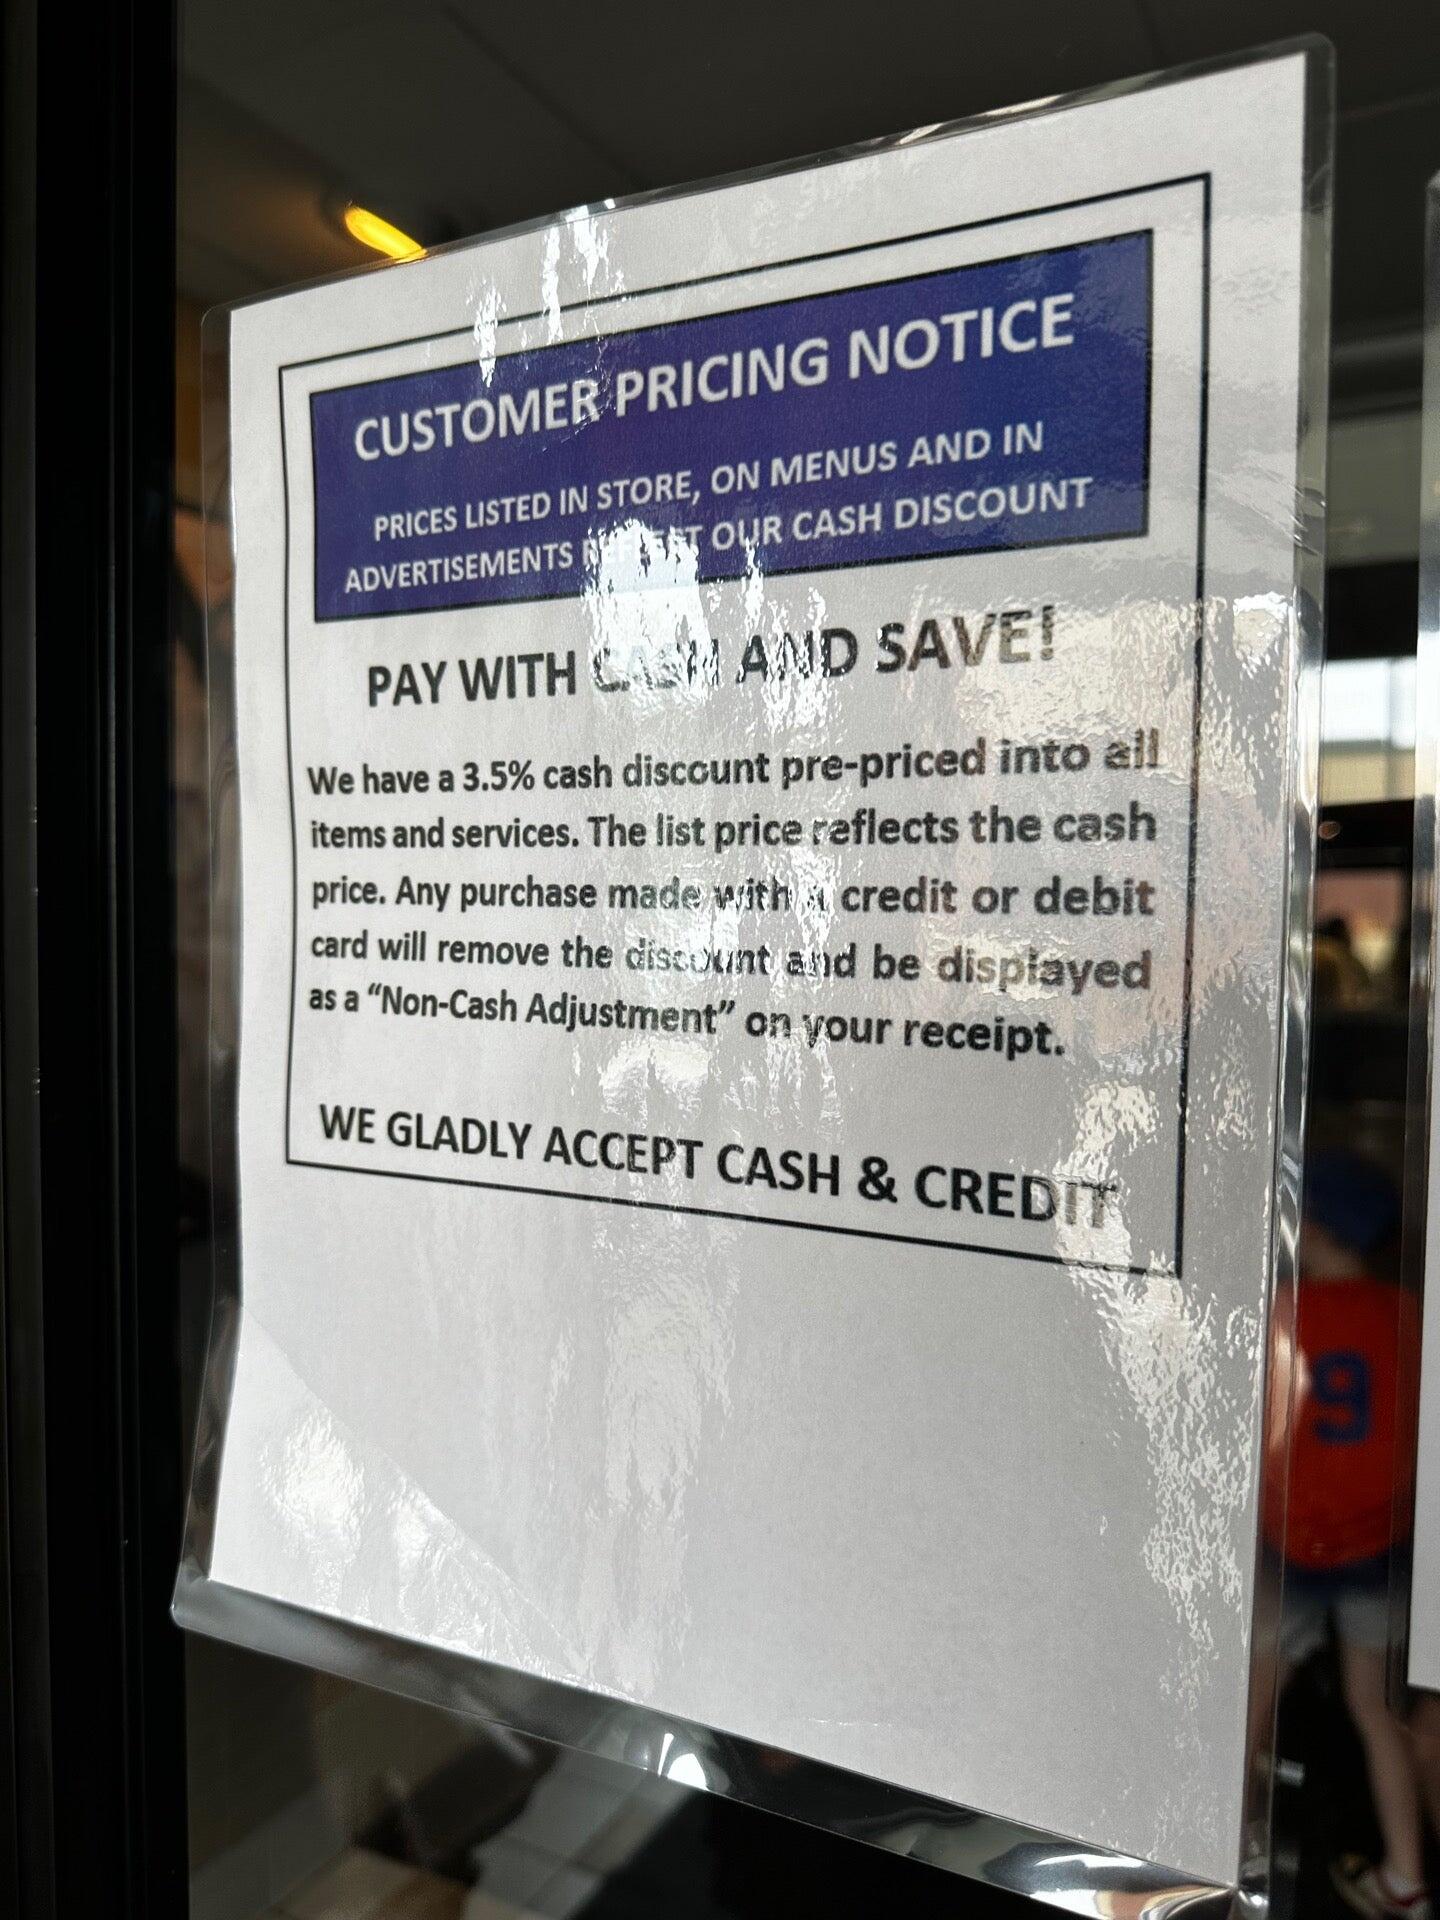 CUSTOMER PRICING NOTICE
PRICES LISTED IN STORE, ON MENUS AND IN
ADVERTISEMENTS REFLECT OUR CASH DISCOUNT
PAY WITH CASH AND SAVE!
We have a 3.5% cash discount pre-priced into all
items and services. The list price reflects the cash
price. Any purchase made with a credit or debit
card will remove the discount and be displayed
as a “Non-Cash Adjustment” on your receipt.
WE GLADLY ACCEPT CASH & CREDIT
9